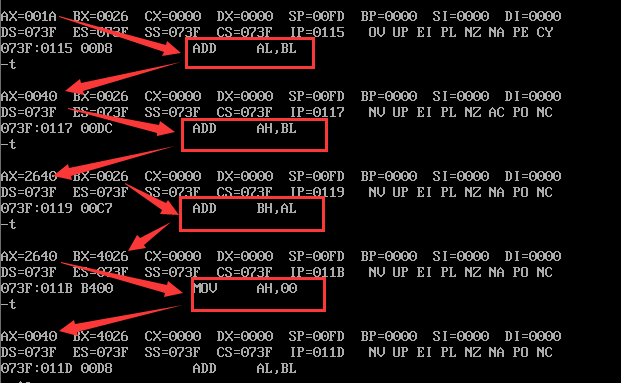 AX=001A  BX=0026  CX=0000  DX=0000  SP=00FD  BP=0000  SI=0000  DI=0000
DS=073F  ES=073F  SS=073F  CS=073F  IP=0115   OV UP EI PL NZ NA PE CY
073F:0115 00D8          ADD     AL,BL
-t
AX=0040  BX=0026  CX=0000  DX=0000  SP=00FD  BP=0000  SI=0000  DI=0000
DS=073F  ES=073F  SS=073F  CS=073F  IP=0117   NV UP EI PL NZ AC PO NC
073F:0117 00DC          ADD     AH,BL
-t
AX=2640  BX=0026  CX=0000  DX=0000  SP=00FD  BP=0000  SI=0000  DI=0000
DS=073F  ES=073F  SS=073F  CS=073F  IP=0119   NV UP EI PL NZ NA PO NC
073F:0119 00C7          ADD     BH,AL
-t
AX=2640  BX=4026  CX=0000  DX=0000  SP=00FD  BP=0000  SI=0000  DI=0000
DS=073F  ES=073F  SS=073F  CS=073F  IP=011B   NV UP EI PL NZ NA PO NC
073F:011B B400          MOV     AH,00
-t
AX=0040  BX=4026  CX=0000  DX=0000  SP=00FD  BP=0000  SI=0000  DI=0000
DS=073F  ES=073F  SS=073F  CS=073F  IP=011D   NV UP EI PL NZ NA PO NC
073F:011D 00D8          ADD     AL,BL